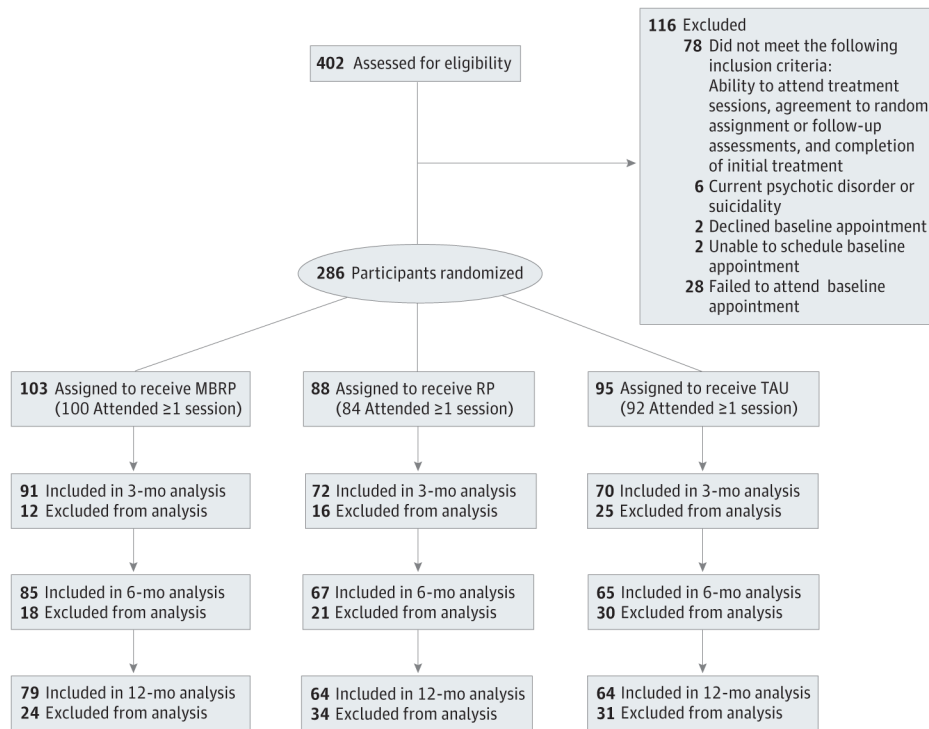 402 Assessed for eligibility
116 Excluded
78 Did not meet the following
inclusion criteria:
Ability to attend treatment
sessions, agreement to random
assignment or follow-up
assessments, and completion
of initial treatment
6 Current psychotic disorder or
suicidality
2 Declined baseline appointment
2 Unable to schedule baseline
appointment
28 Failed to attend baseline
appointment
286 Participants randomized
103 Assigned to receive MBRP
(100 Attended ≥1 session)
88 Assigned to receive RP
(84 Attended ≥1 session)
95 Assigned to receive TAU
(92 Attended ≥1 session)
91 Included in 3-mo analysis
12 Excluded from analysis
72 Included in 3-mo analysis
16 Excluded from analysis
70 Included in 3-mo analysis
25 Excluded from analysis
85 Included in 6-mo analysis
18 Excluded from analysis
67 Included in 6-mo analysis
21 Excluded from analysis
65 Included in 6-mo analysis
30 Excluded from analysis
79 Included in 12-mo analysis
24 Excluded from analysis
64 Included in 12-mo analysis
34 Excluded from analysis
64 Included in 12-mo analysis
31 Excluded from analysis